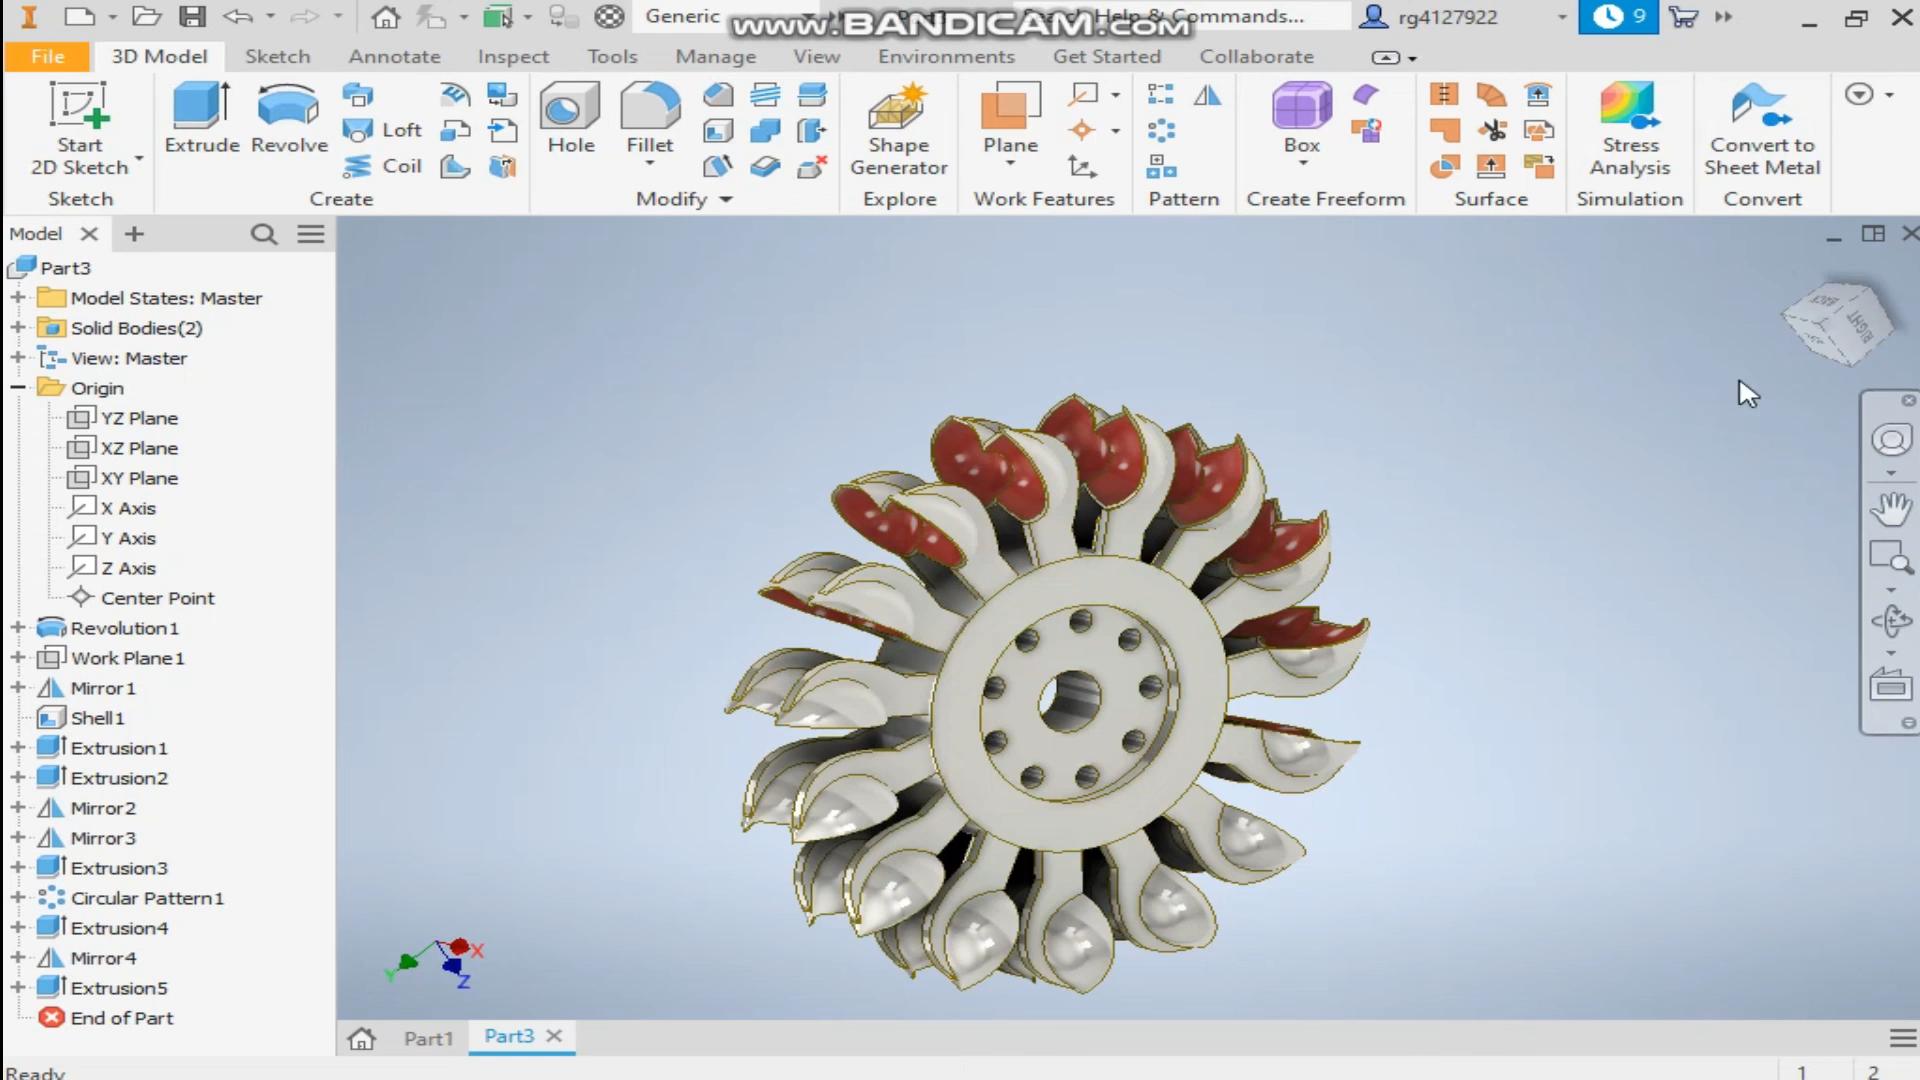 Generic
www.BANDICAM.com
Search Help & Commands...
rg4127922
9
File
3D Model
Sketch
Annotate
Inspect
Tools
Manage
View
Environments
Get Started
Collaborate
Start
2D Sketch
Extrude
Revolve
Loft
Coil
Hole
Fillet
Shape
Generator
Plane
Box
Stress
Analysis
Convert to
Sheet Metal
Sketch
Create
Modify
Explore
Work Features
Pattern
Create Freeform
Surface
Simulation
Convert
Model
Part3
Model States: Master
Solid Bodies(2)
View: Master
Origin
YZ Plane
XZ Plane
XY Plane
X Axis
Y Axis
Z Axis
Center Point
Revolution1
Work Plane1
Mirror1
Shell1
Extrusion1
Extrusion2
Mirror2
Mirror3
Extrusion3
Circular Pattern1
Extrusion4
Mirror4
Extrusion5
End of Part
BACK
RIGHT
X
Y
Z
Part1
Part3
Ready
1
2